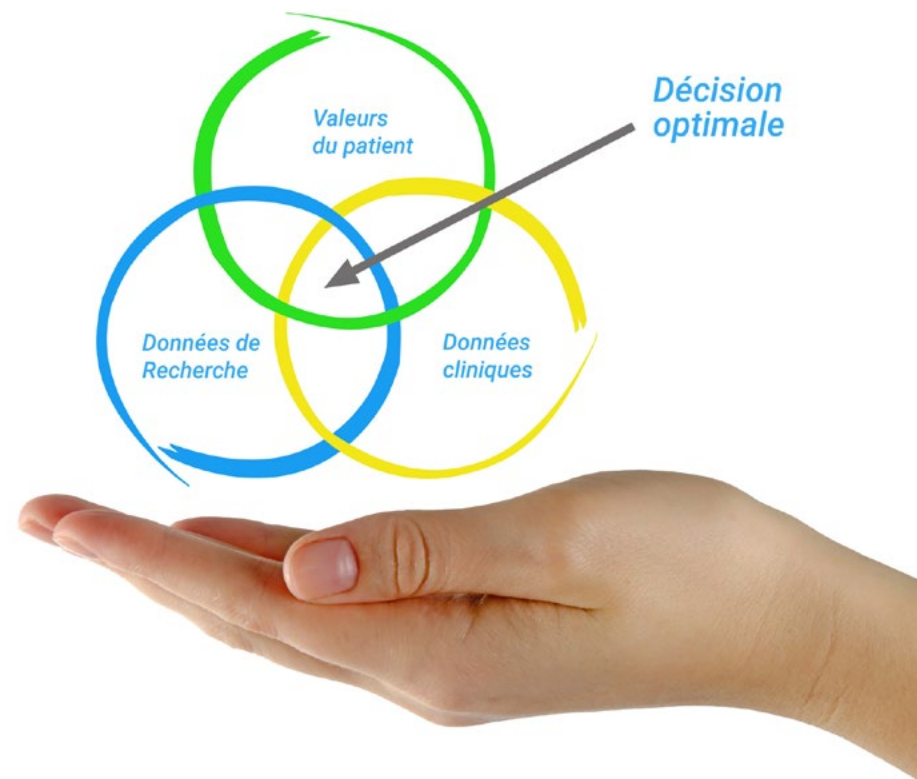 Valeurs
du patient
Décision
optimale
Données de
Recherche
Données
cliniques